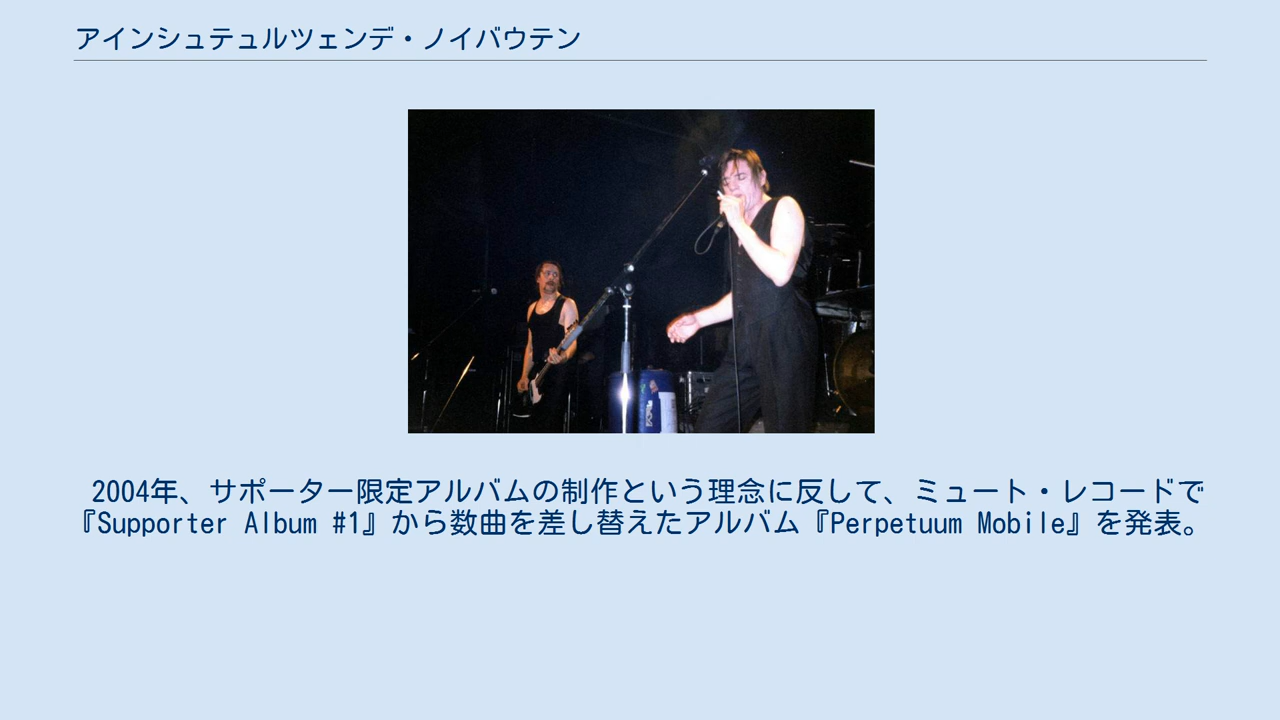 アインシュテュルツェンデ・ノイバウテン
2004年、サポーター限定アルバムの制作という理念に反して、ミュート・レコードで
『Supporter Album #1』から数曲を差し替えたアルバム『Perpetuum Mobile』を発表。